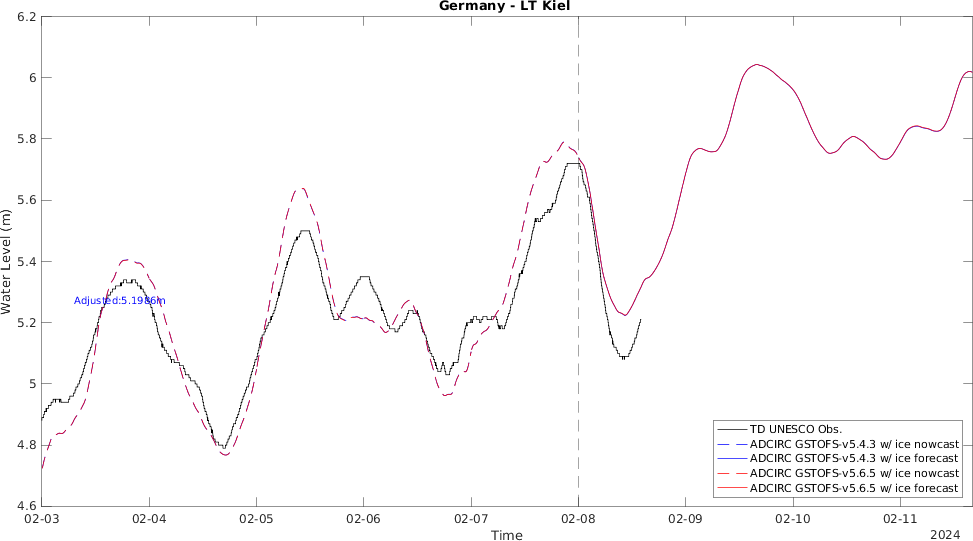 Germany - LT Kiel
6.2
6
5.8
5.6
5.4
5.2
5
4.8
4.6
Water Level (m)
Adjusted:5.1986m
TD UNESCO Obs.
ADCIRC GSTOFS-v5.4.3 w/ ice nowcast
ADCIRC GSTOFS-v5.4.3 w/ ice forecast
ADCIRC GSTOFS-v5.6.5 w/ ice nowcast
ADCIRC GSTOFS-v5.6.5 w/ ice forecast
02-03 02-04 02-05 02-06 02-07 02-08 02-09 02-10 02-11
Time
2024